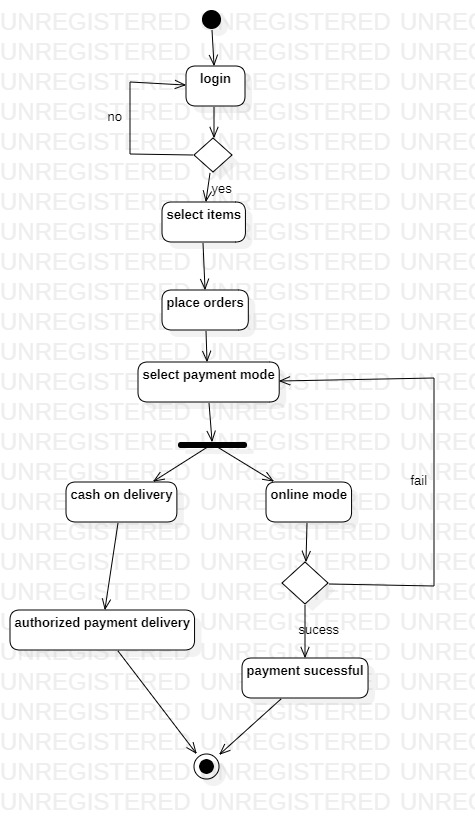 login
no
yes
select items
place orders
select payment mode
cash on delivery
online mode
fail
authorized payment delivery
sucess
payment sucessful
UNREGISTERED